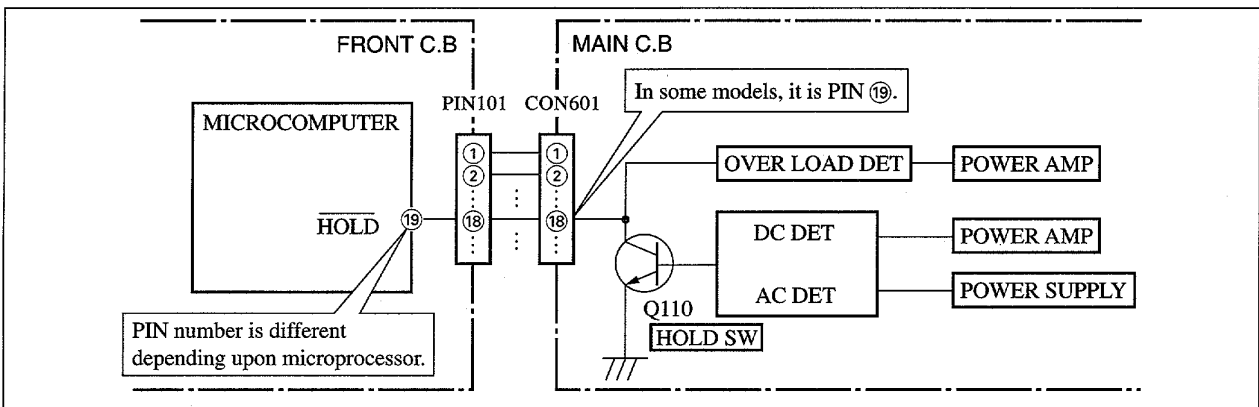 FRONT C.B
MAIN C.B
PIN101
CON601
In some models, it is PIN ⑲.
MICROCOMPUTER
①
①
②
②
OVER LOAD DET
POWER AMP
HOLD
⑲
⑱
⑱
DC DET
POWER AMP
AC DET
POWER SUPPLY
Q110
HOLD SW
PIN number is different
depending upon microprocessor.